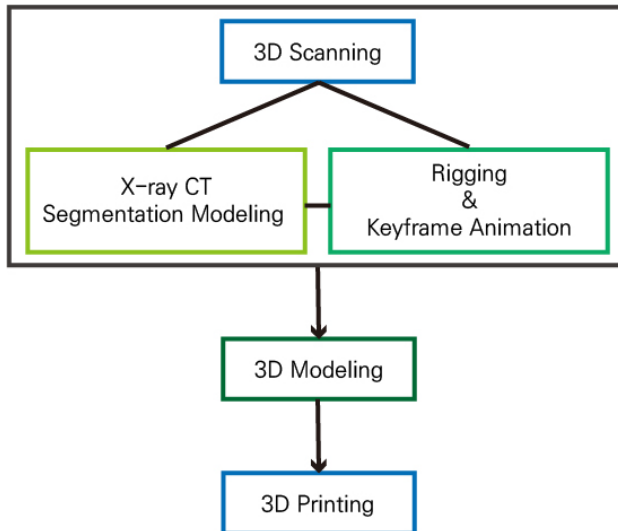 3D Scanning
X-ray CT
Segmentation Modeling
Rigging
&
Keyframe Animation
3D Modeling
3D Printing